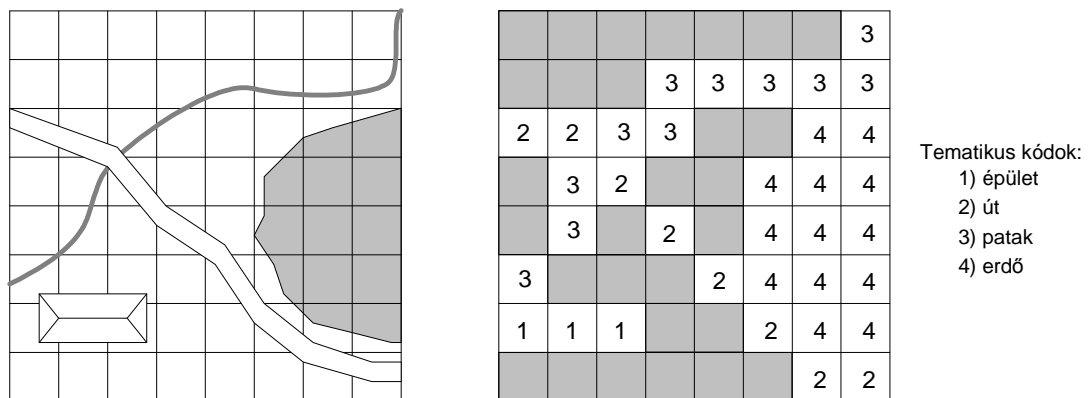 3
3 3 3 3 3
2 2 3 3 4 4
3 2 4 4 4
3 2 4 4 4
3 2 4 4 4
1 1 1 2 4 4
2 2
Tematikus kódok:
1) épület
2) út
3) patak
4) erdő